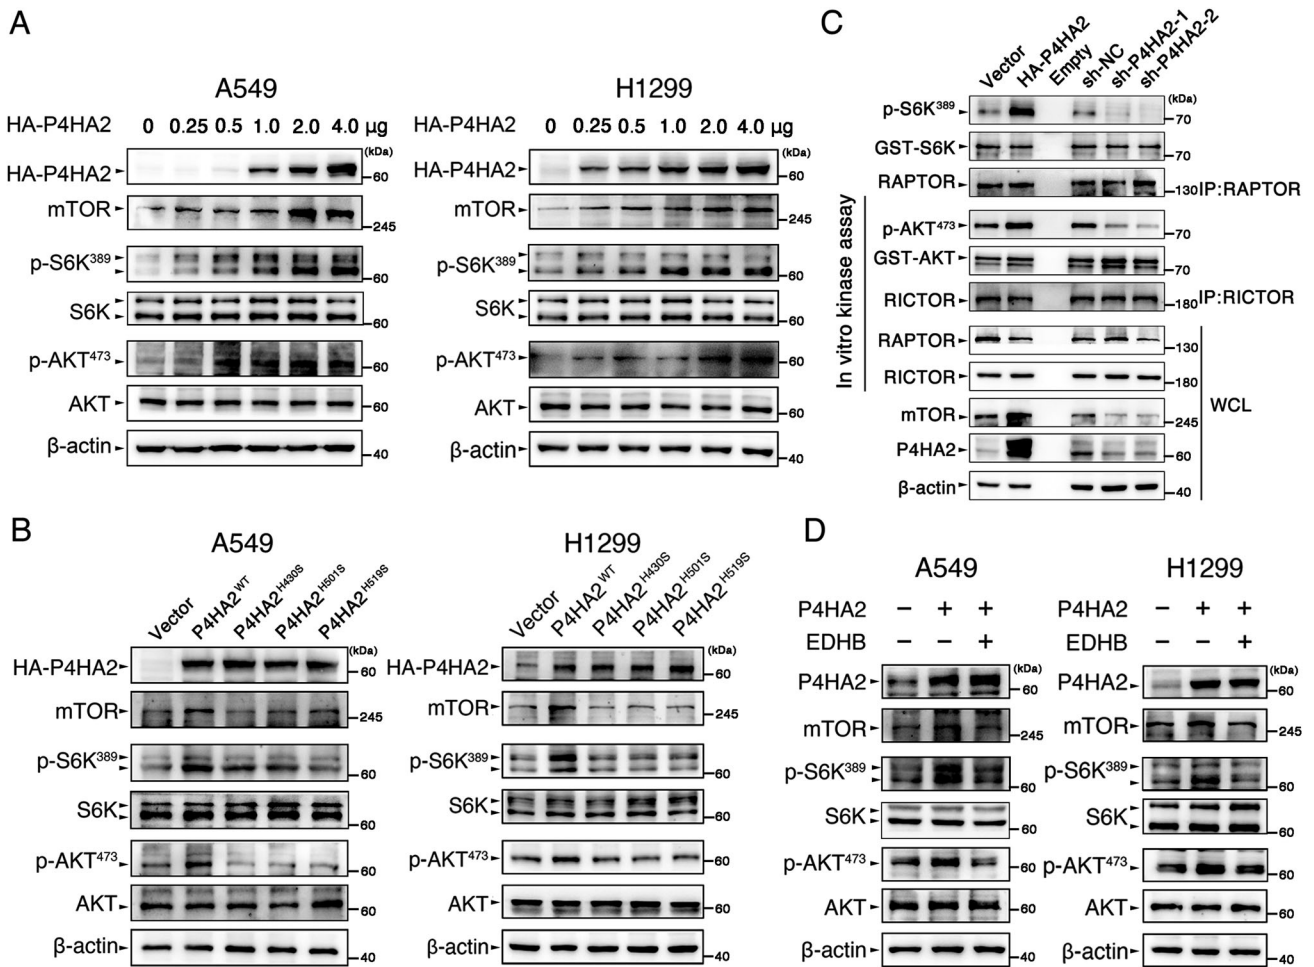 A
A549
HA-P4HA2 0 0.25 0.5 1.0 2.0 4.0 μg
(kDa)
HA-P4HA2 60
mTOR 245
p-S6K389 60
S6K 60
p-AKT473 60
AKT 60
β-actin 40
H1299
HA-P4HA2 0 0.25 0.5 1.0 2.0 4.0 μg
(kDa)
HA-P4HA2 60
mTOR 245
p-S6K389 60
S6K 60
p-AKT473 60
AKT 60
β-actin 40
C
Vector HA-P4HA2 Empty sh-NC sh-P4HA2-1 sh-P4HA2-2
(kDa)
p-S6K389 70
GST-S6K 70
RAPTOR 130 IP:RAPTOR
p-AKT473 70
GST-AKT 70
RICTOR 180 IP:RICTOR
RAPTOR 130
RICTOR 180
mTOR 245
P4HA2 60
β-actin 40
In vitro kinase assay
WCL
B
A549
Vector P4HA2WT P4HA2H430S P4HA2H501S P4HA2H519S
(kDa)
HA-P4HA2 60
mTOR 245
p-S6K389 60
S6K 60
p-AKT473 60
AKT 60
β-actin 40
H1299
Vector P4HA2WT P4HA2H430S P4HA2H501S P4HA2H519S
(kDa)
HA-P4HA2 60
mTOR 245
p-S6K389 60
S6K 60
p-AKT473 60
AKT 60
β-actin 40
D
A549
P4HA2 − + +
EDHB − − +
(kDa)
P4HA2 60
mTOR 245
p-S6K389 60
S6K 60
p-AKT473 60
AKT 60
β-actin 40
H1299
P4HA2 − + +
EDHB − − +
(kDa)
P4HA2 60
mTOR 245
p-S6K389 60
S6K 60
p-AKT473 60
AKT 60
β-actin 40